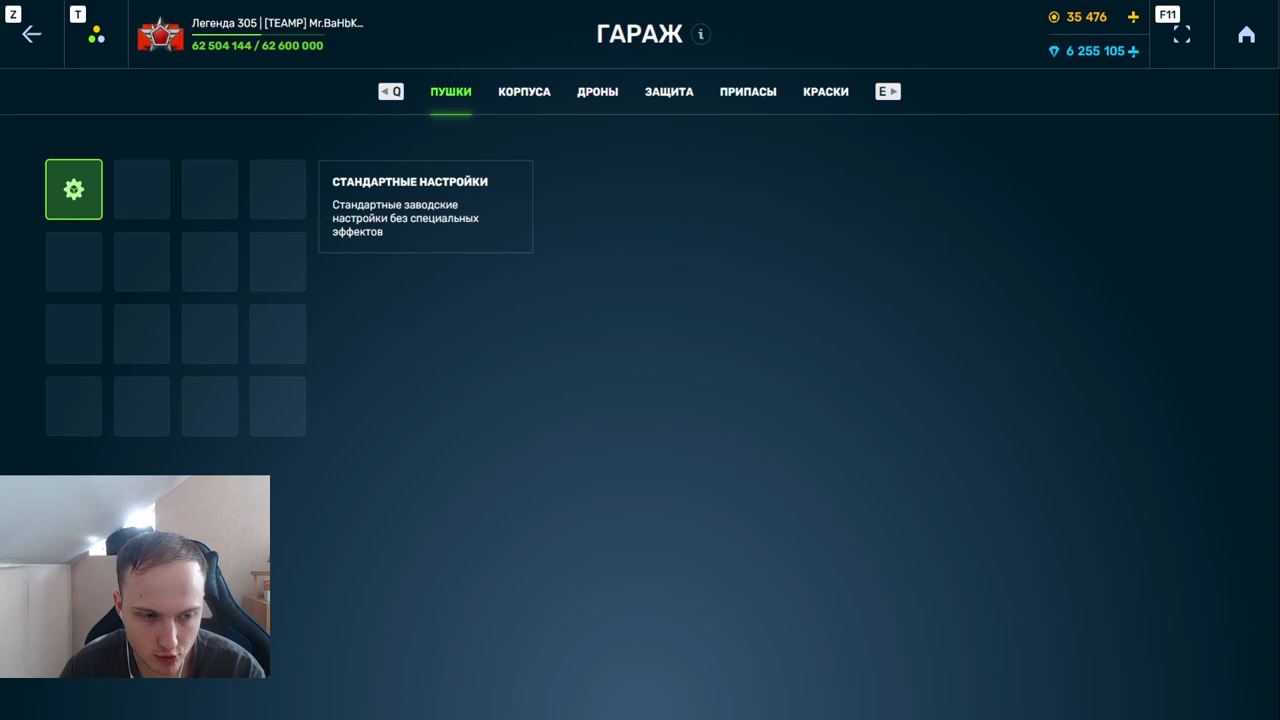 Z
T
Легенда 305 | [TEAMP] Mr.BaHbK...
62 504 144 / 62 600 000
ГАРАЖ
i
35 476 +
6 255 105 +
F11
Q
ПУШКИ
КОРПУСА
ДРОНЫ
ЗАЩИТА
ПРИПАСЫ
КРАСКИ
E
СТАНДАРТНЫЕ НАСТРОЙКИ
Стандартные заводские
настройки без специальных
эффектов